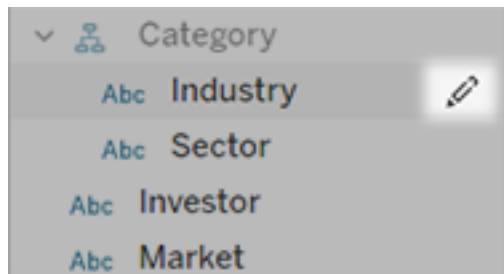 Category
Abc Industry
Abc Sector
Abc Investor
Abc Market